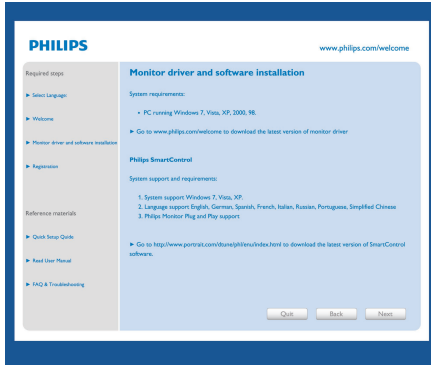 PHILIPS
www.philips.com/welcome
Required steps
► Select Language:
► Welcome
► Monitor driver and software installation
► Registration
Reference materials
► Quick Setup Quide
► Read User Manual
► FAQ & Troubleshooting
Monitor driver and software installation
System requirements:
• PC running Windows 7, Vista, XP, 2000, 98,
► Go to www.philips.com/welcome to download the latest version of monitor driver
Philips SmartControl
System support and requirements:
1. System support Windows 7, Vista, XP.
2. Language support English, German, Spanish, French, Italian, Russian, Portuguese, Simplified Chinese
3. Philips Monitor Plug and Play support
► Go to http://www.portrait.com/dtune/phl/enu/index.html to download the latest version of SmartControl
software.
Quit
Back
Next